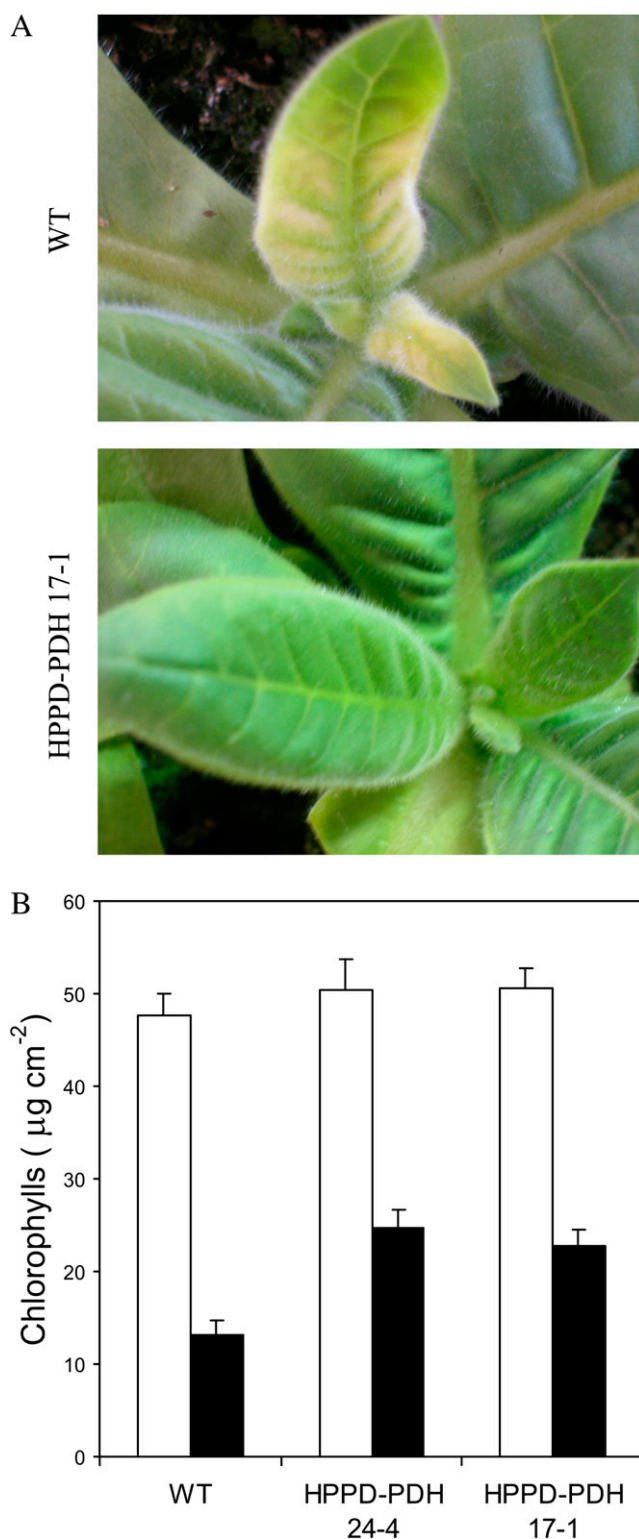 A
WT
HPPD-PDH 17-1
B
60
50
40
30
20
10
0
Chlorophylls ( µg cm-2)
WT
HPPD-PDH
24-4
HPPD-PDH
17-1